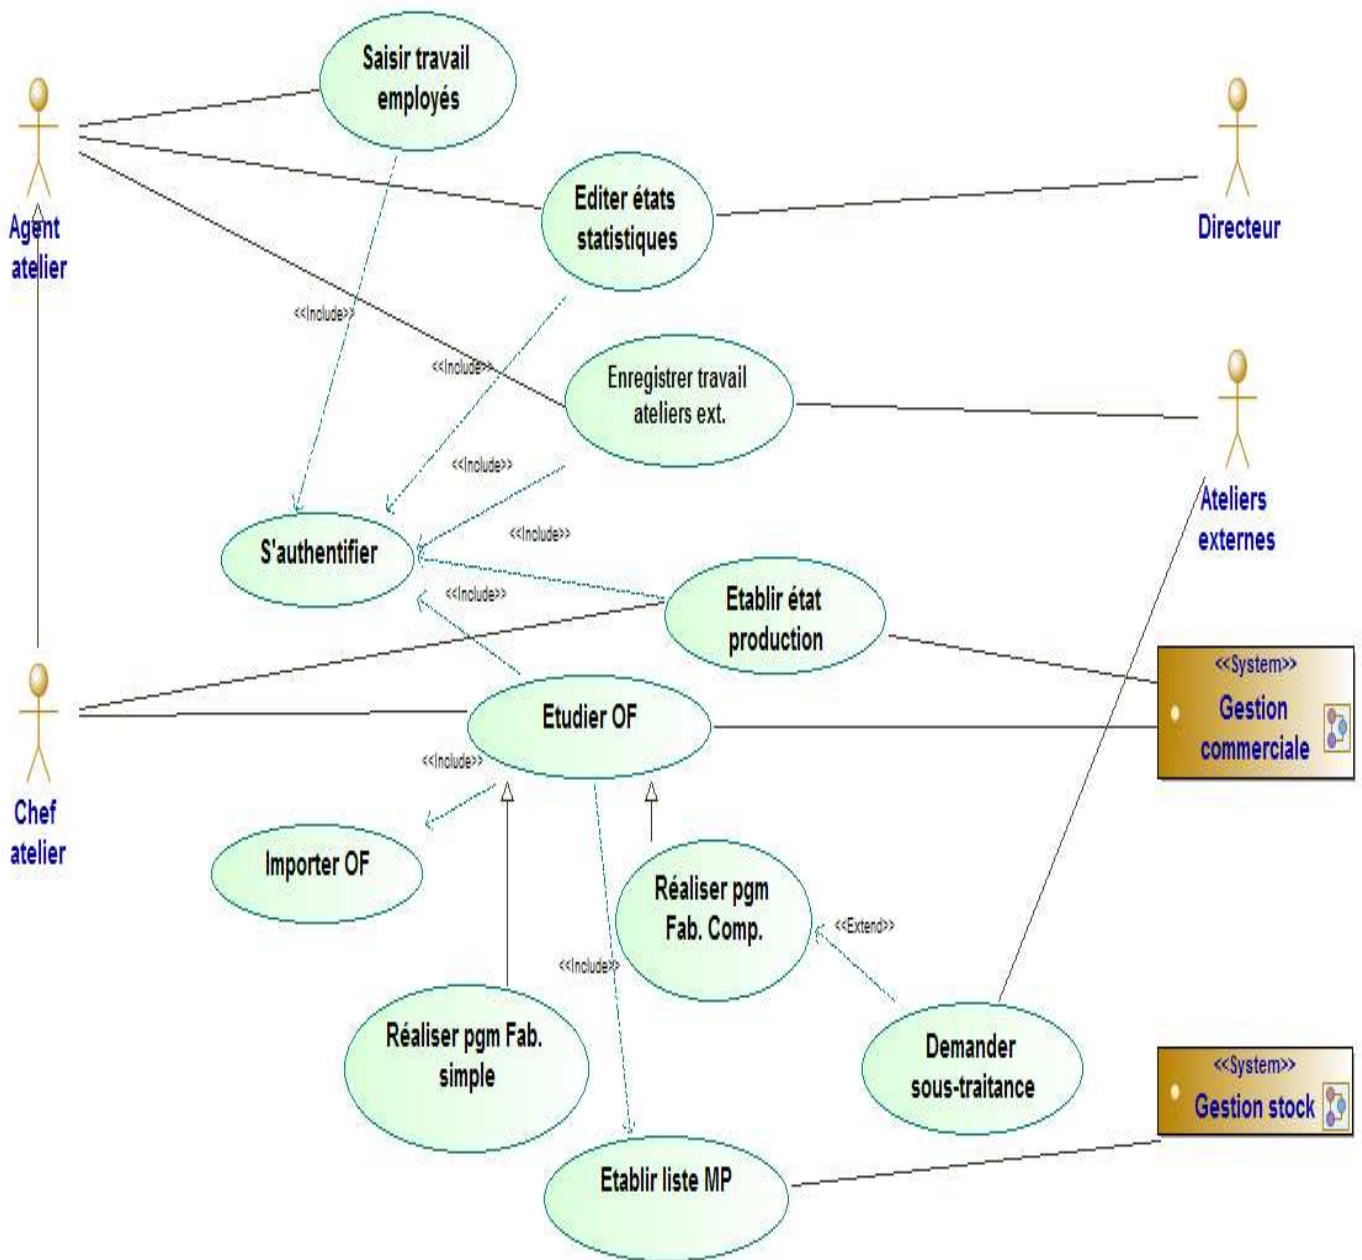 Saisir travail
employés
Agent
atelier
Editer états
statistiques
Directeur
<<Include>>
<<Include>>
Enregistrer travail
ateliers ext.
<<Include>>
Ateliers
externes
S'authentifier
<<Include>>
<<Include>>
Etablir état
production
<<System>>
Gestion
commerciale
Etudier OF
<<Include>>
Chef
atelier
Importer OF
Réaliser pgm
Fab. Comp.
<<Extend>>
<<Include>>
Réaliser pgm Fab.
simple
Demander
sous-traitance
<<System>>
Gestion stock
Etablir liste MP